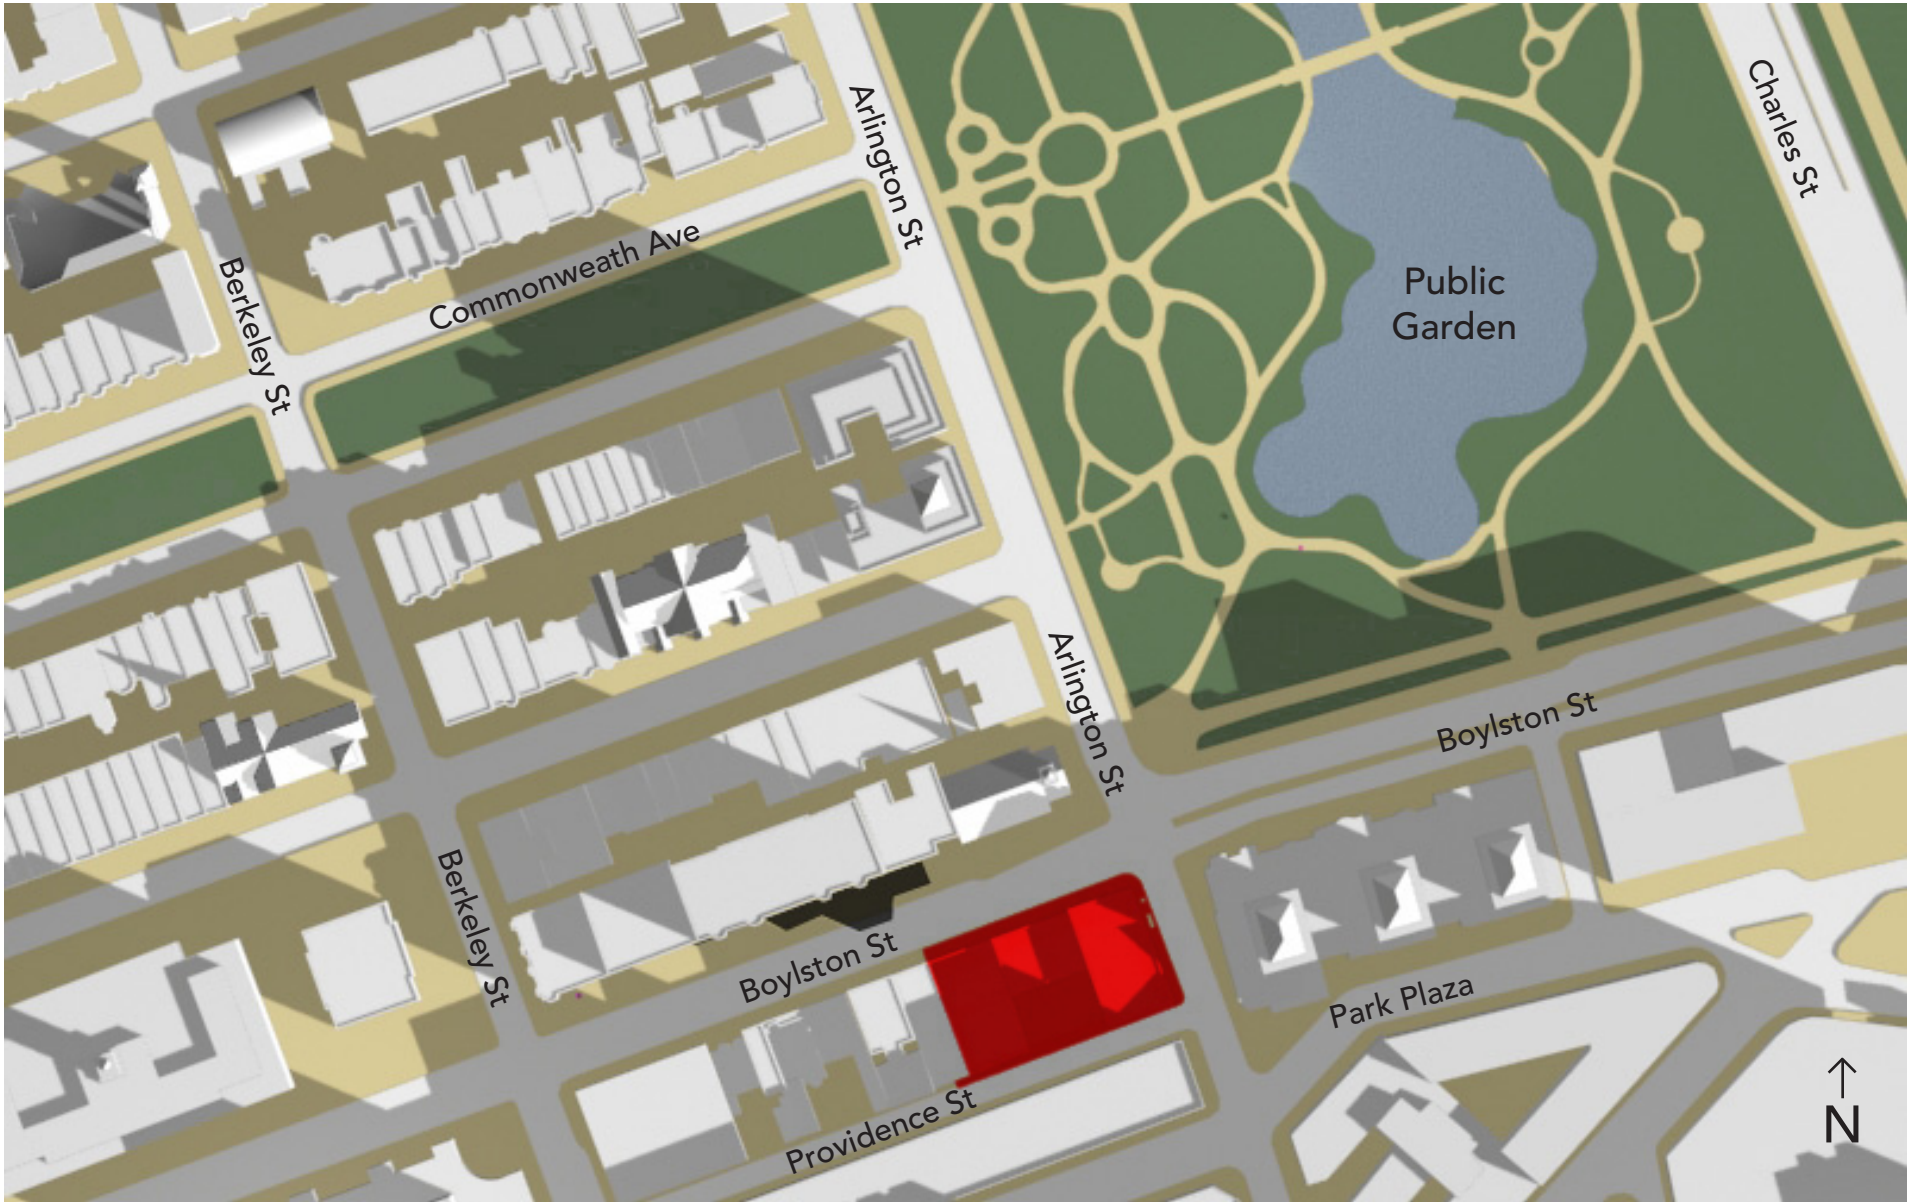 Arlington St
Charles St
Commonweath Ave
Berkeley St
Public
Garden
Arlington St
Boylston St
Berkeley St
Boylston St
Park Plaza
Providence St
N